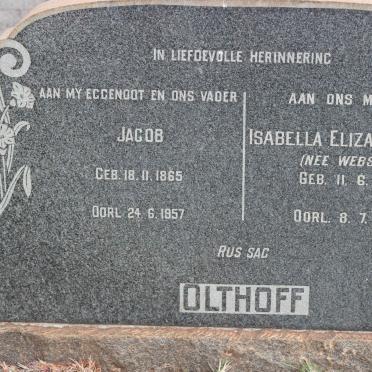 IN LIEFDEVOLLE HERINNERING
AAN MY EGGENOOT EN ONS VADER
JACOB
GEB. 18. 11. 1865
OORL. 24. 6. 1957
AAN ONS M
ISABELLA ELIZA
(NEE WEBS
GEB. 11. 6.
OORL. 8. 7.
RUS SAG
OLTHOFF